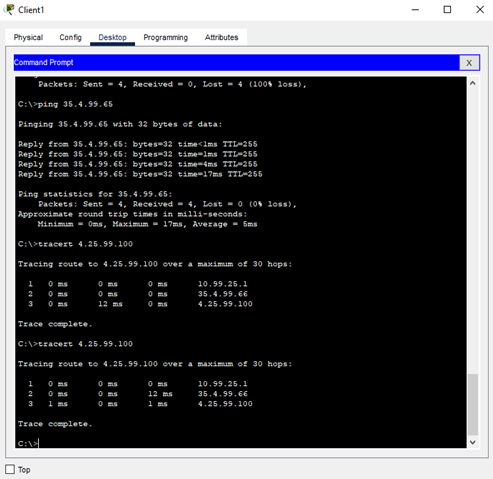 Client1
Physical Config Desktop Programming Attributes
Command Prompt X
Packets: Sent = 4, Received = 0, Lost = 4 (100% loss),
C:\>ping 35.4.99.65
Pinging 35.4.99.65 with 32 bytes of data:
Reply from 35.4.99.65: bytes=32 time<1ms TTL=255
Reply from 35.4.99.65: bytes=32 time=1ms TTL=255
Reply from 35.4.99.65: bytes=32 time=4ms TTL=255
Reply from 35.4.99.65: bytes=32 time=17ms TTL=255
Ping statistics for 35.4.99.65:
Packets: Sent = 4, Received = 4, Lost = 0 (0% loss),
Approximate round trip times in milli-seconds:
Minimum = 0ms, Maximum = 17ms, Average = 5ms
C:\>tracert 4.25.99.100
Tracing route to 4.25.99.100 over a maximum of 30 hops:
1 0 ms 0 ms 0 ms 10.99.25.1
2 0 ms 0 ms 0 ms 35.4.99.66
3 0 ms 12 ms 0 ms 4.25.99.100
Trace complete.
C:\>tracert 4.25.99.100
Tracing route to 4.25.99.100 over a maximum of 30 hops:
1 0 ms 0 ms 0 ms 10.99.25.1
2 0 ms 0 ms 12 ms 35.4.99.66
3 1 ms 0 ms 1 ms 4.25.99.100
Trace complete.
C:\>
Top